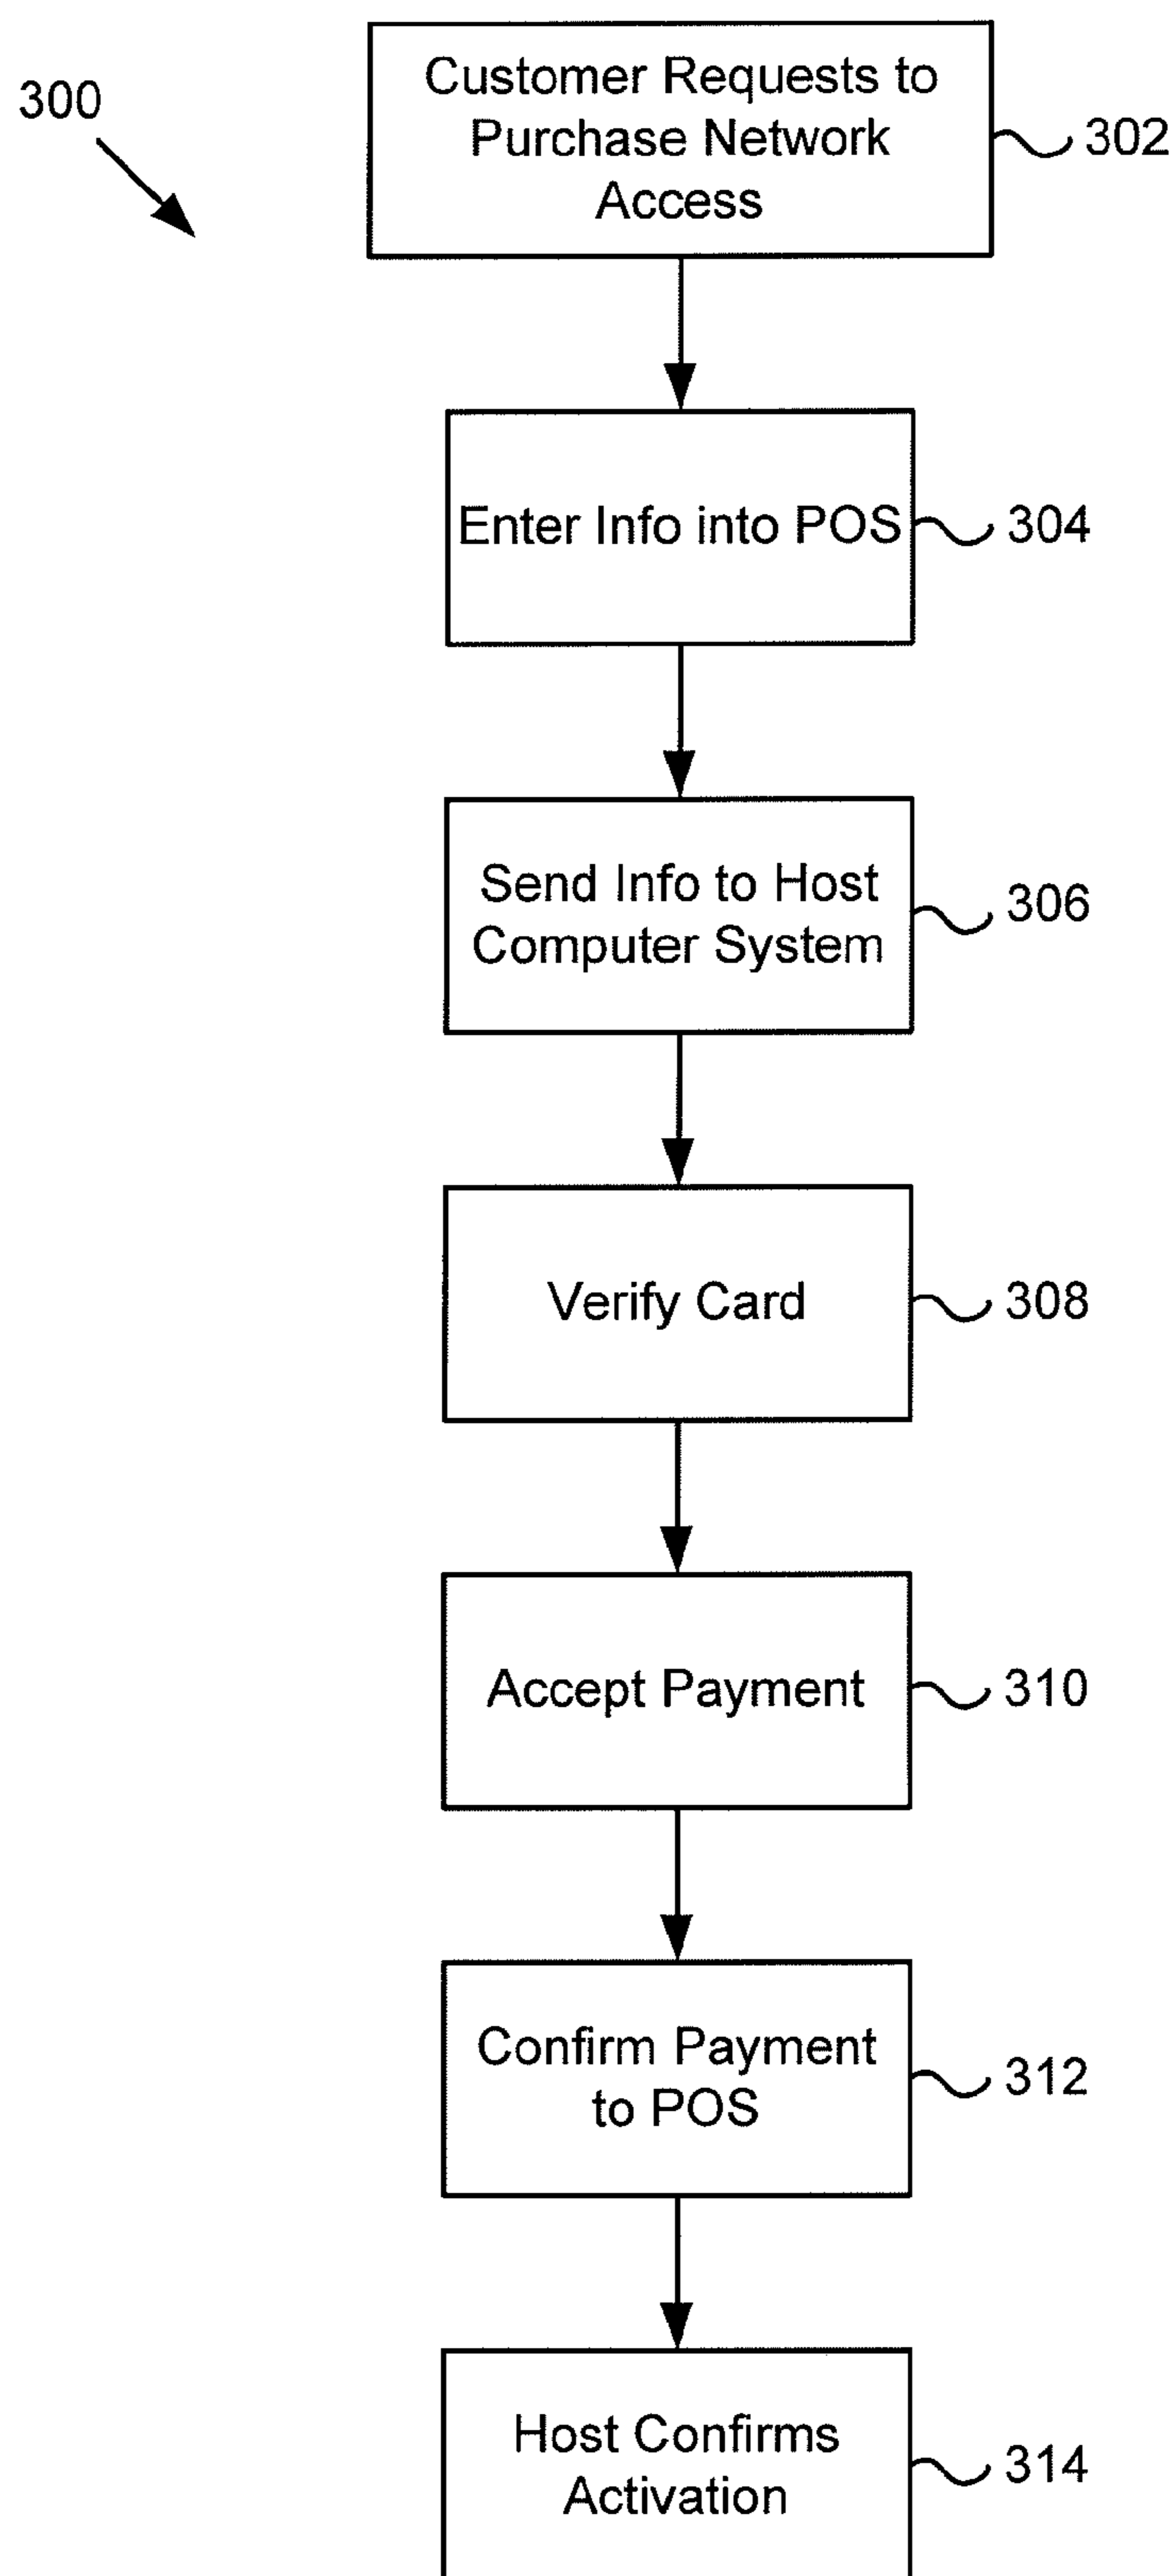 300
Customer Requests to
Purchase Network
Access
302
Enter Info into POS
304
Send Info to Host
Computer System
306
Verify Card
308
Accept Payment
310
Confirm Payment
to POS
312
Host Confirms
Activation
314